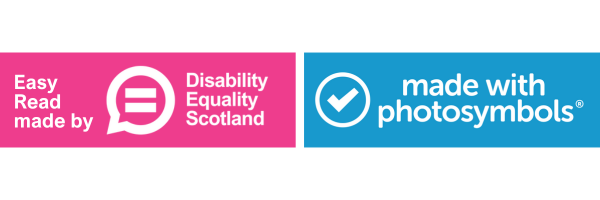 Easy
Read
made by
Disability
Equality
Scotland
made with
photosymbols®